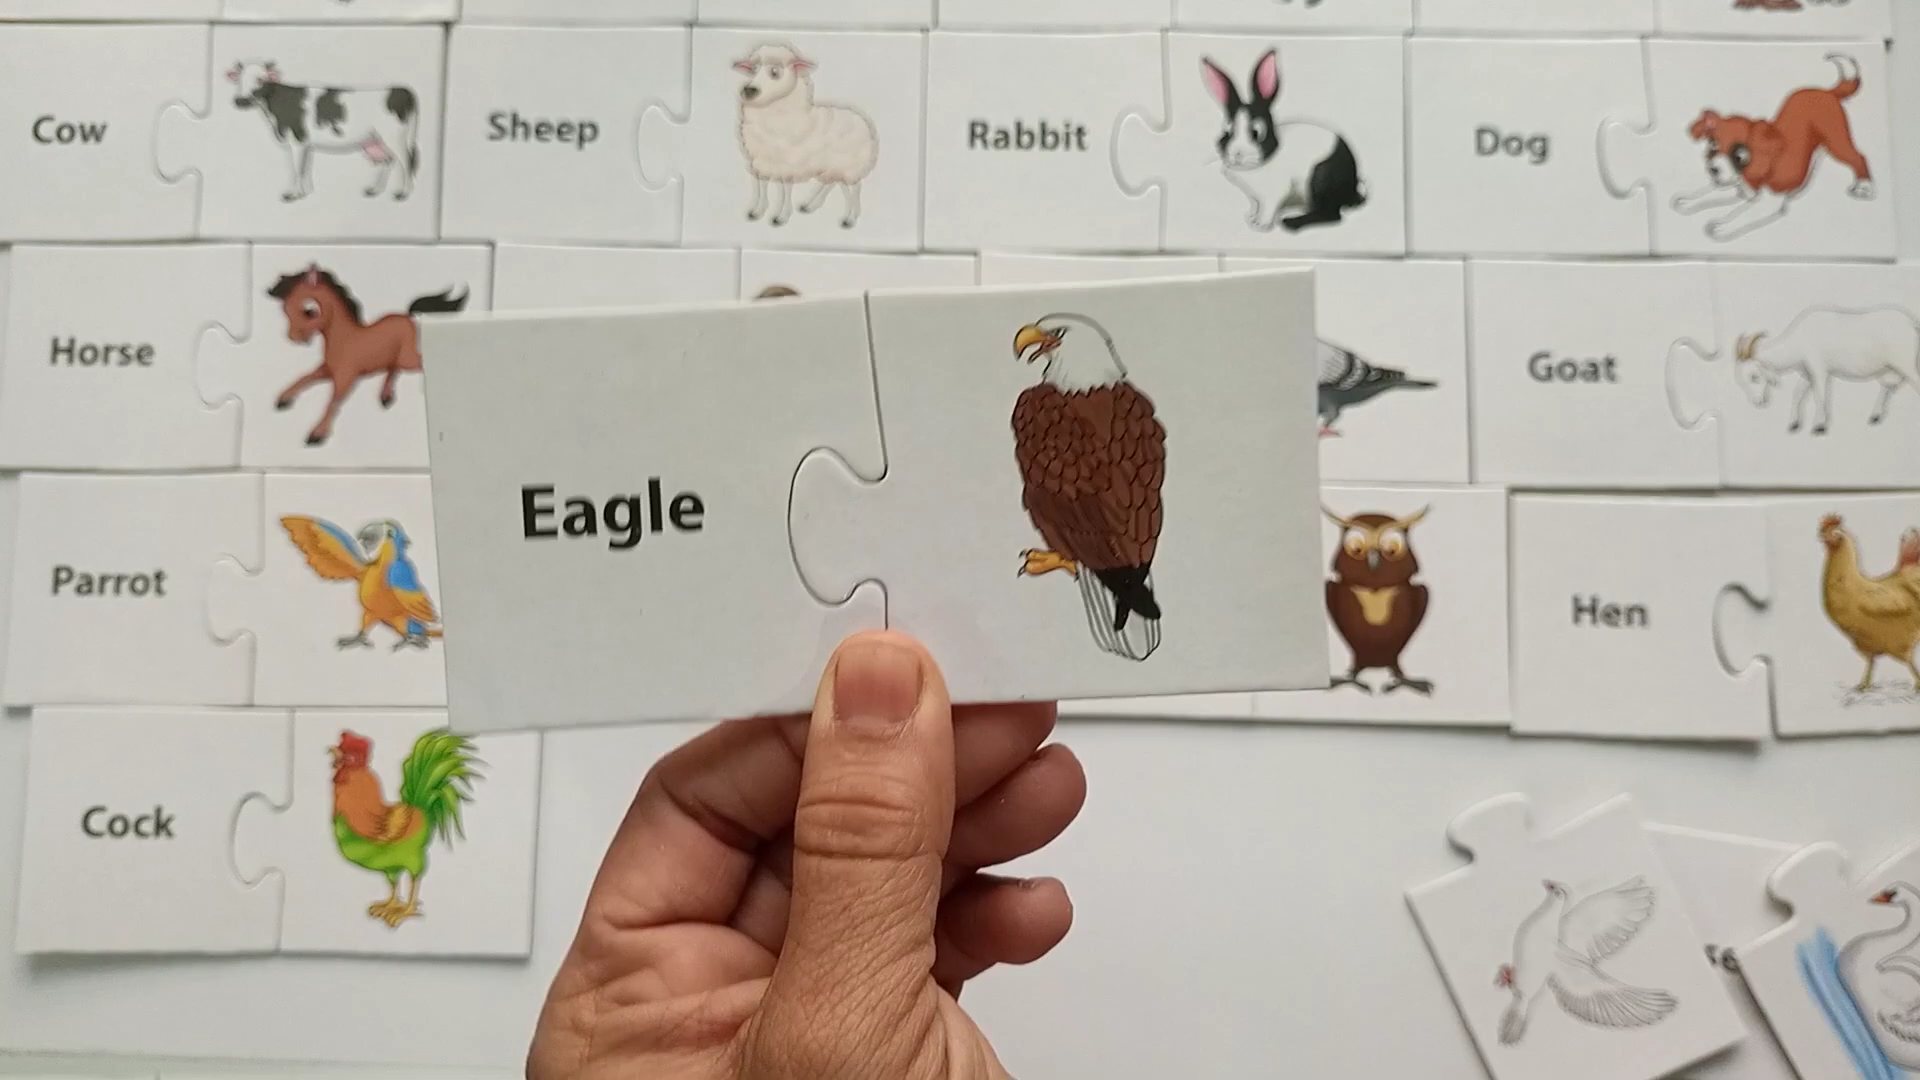 Cow
Sheep
Rabbit
Dog
Horse
Goat
Eagle
Parrot
Hen
Cock